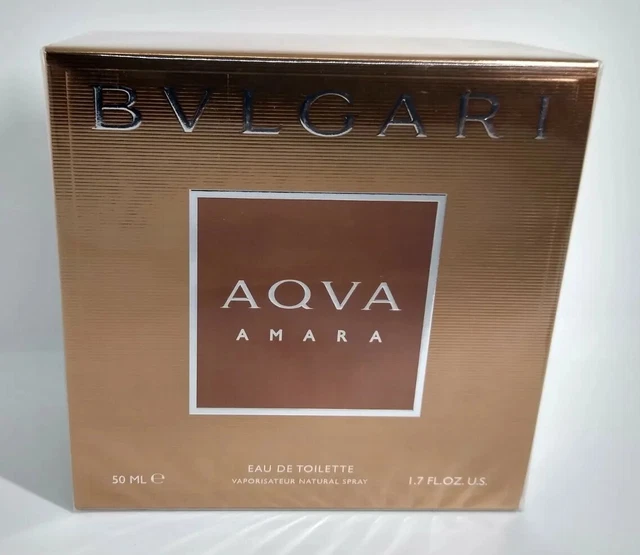 BVLGARI
AQVA
AMARA
EAU DE TOILETTE
VAPORISATEUR NATURAL SPRAY
50 ML ℮
1.7 FL.OZ. U.S.